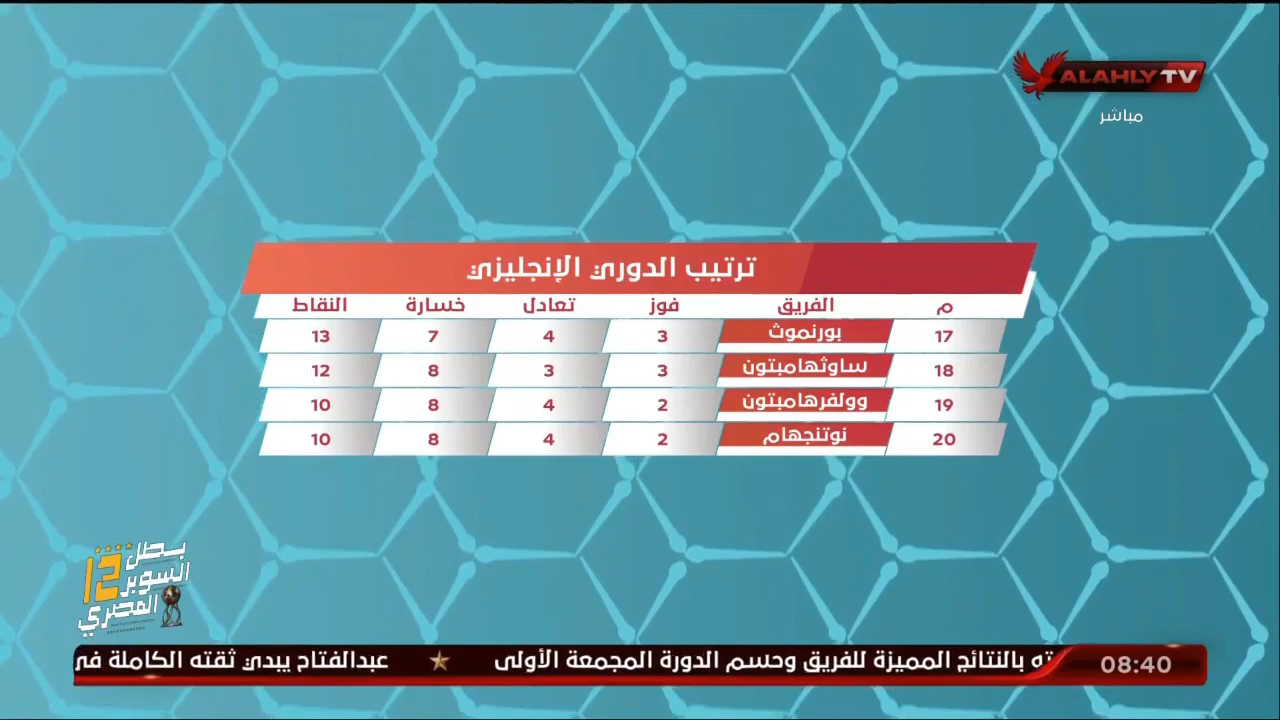 ALAHLY TV
مباشر
ترتيب الدوري الإنجليزي
م الفريق فوز تعادل خسارة النقاط
17 بورنموث 3 4 7 13
18 ساوثهامبتون 3 3 8 12
19 وولفرهامبتون 2 4 8 10
20 نوتنجهام 2 4 8 10
بطل
السوبر 12
المصري
ته بالنتائج المميزة للفريق وحسم الدورة المجمعة الأولى عبدالفتاح يبدي ثقته الكاملة في
08:40